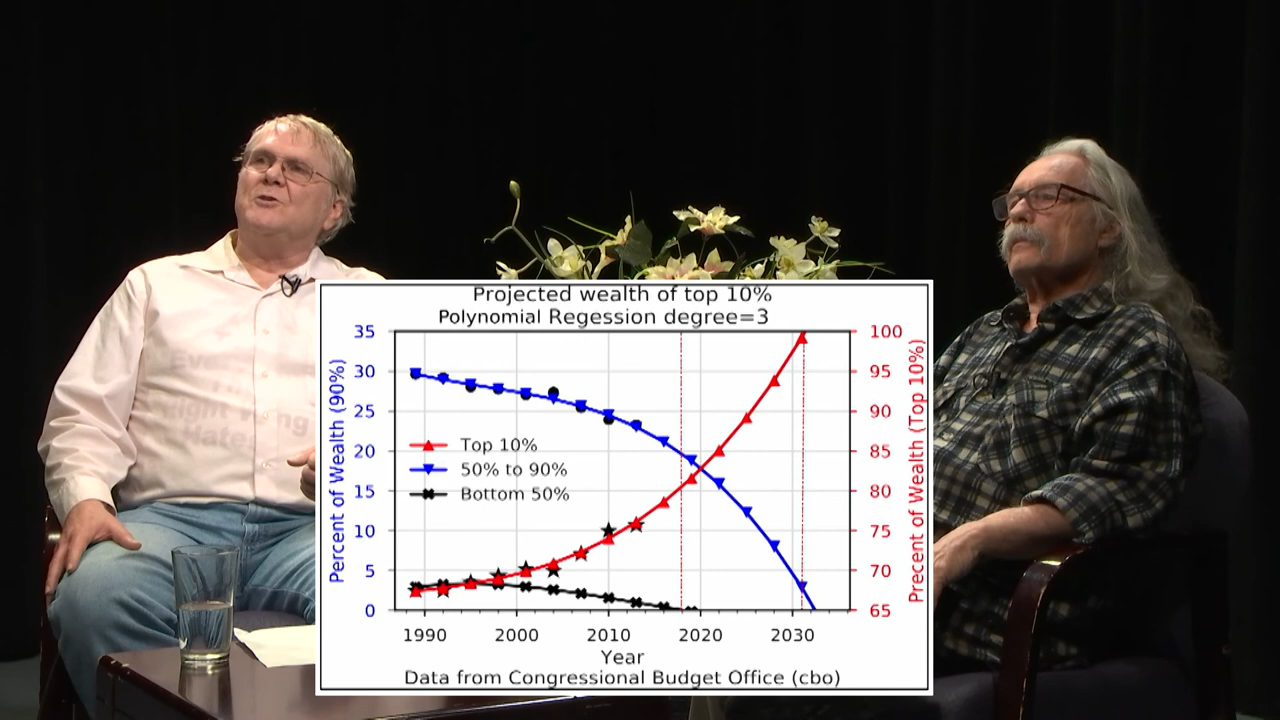 Projected wealth of top 10%
Polynomial Regression degree=3
Percent of Wealth (90%)
35
30
25
20
15
10
5
0
Top 10%
50% to 90%
Bottom 50%
100
95
90
85
80
75
70
65
Precent of Wealth (Top 10%)
1990
2000
2010
2020
2030
Year
Data from Congressional Budget Office (cbo)